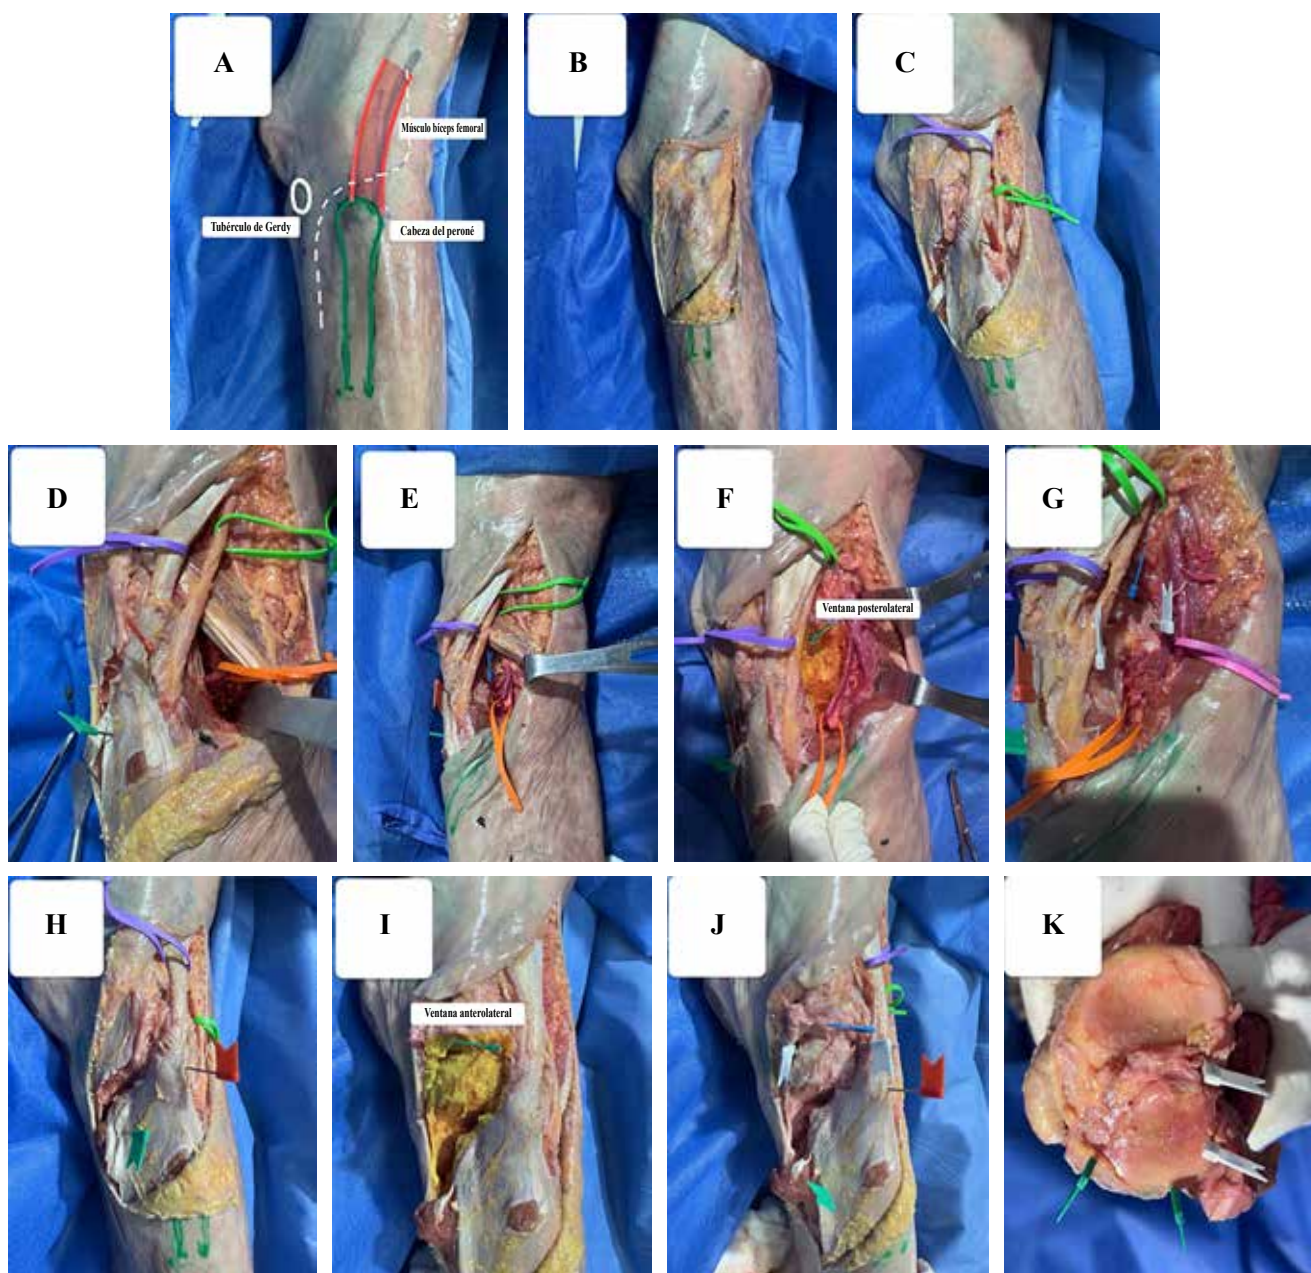 A
B
C
Músculo bíceps femoral
Tubérculo de Gerdy
Cabeza del peroné
D
E
F
G
Ventana posterolateral
H
I
J
K
Ventana anterolateral